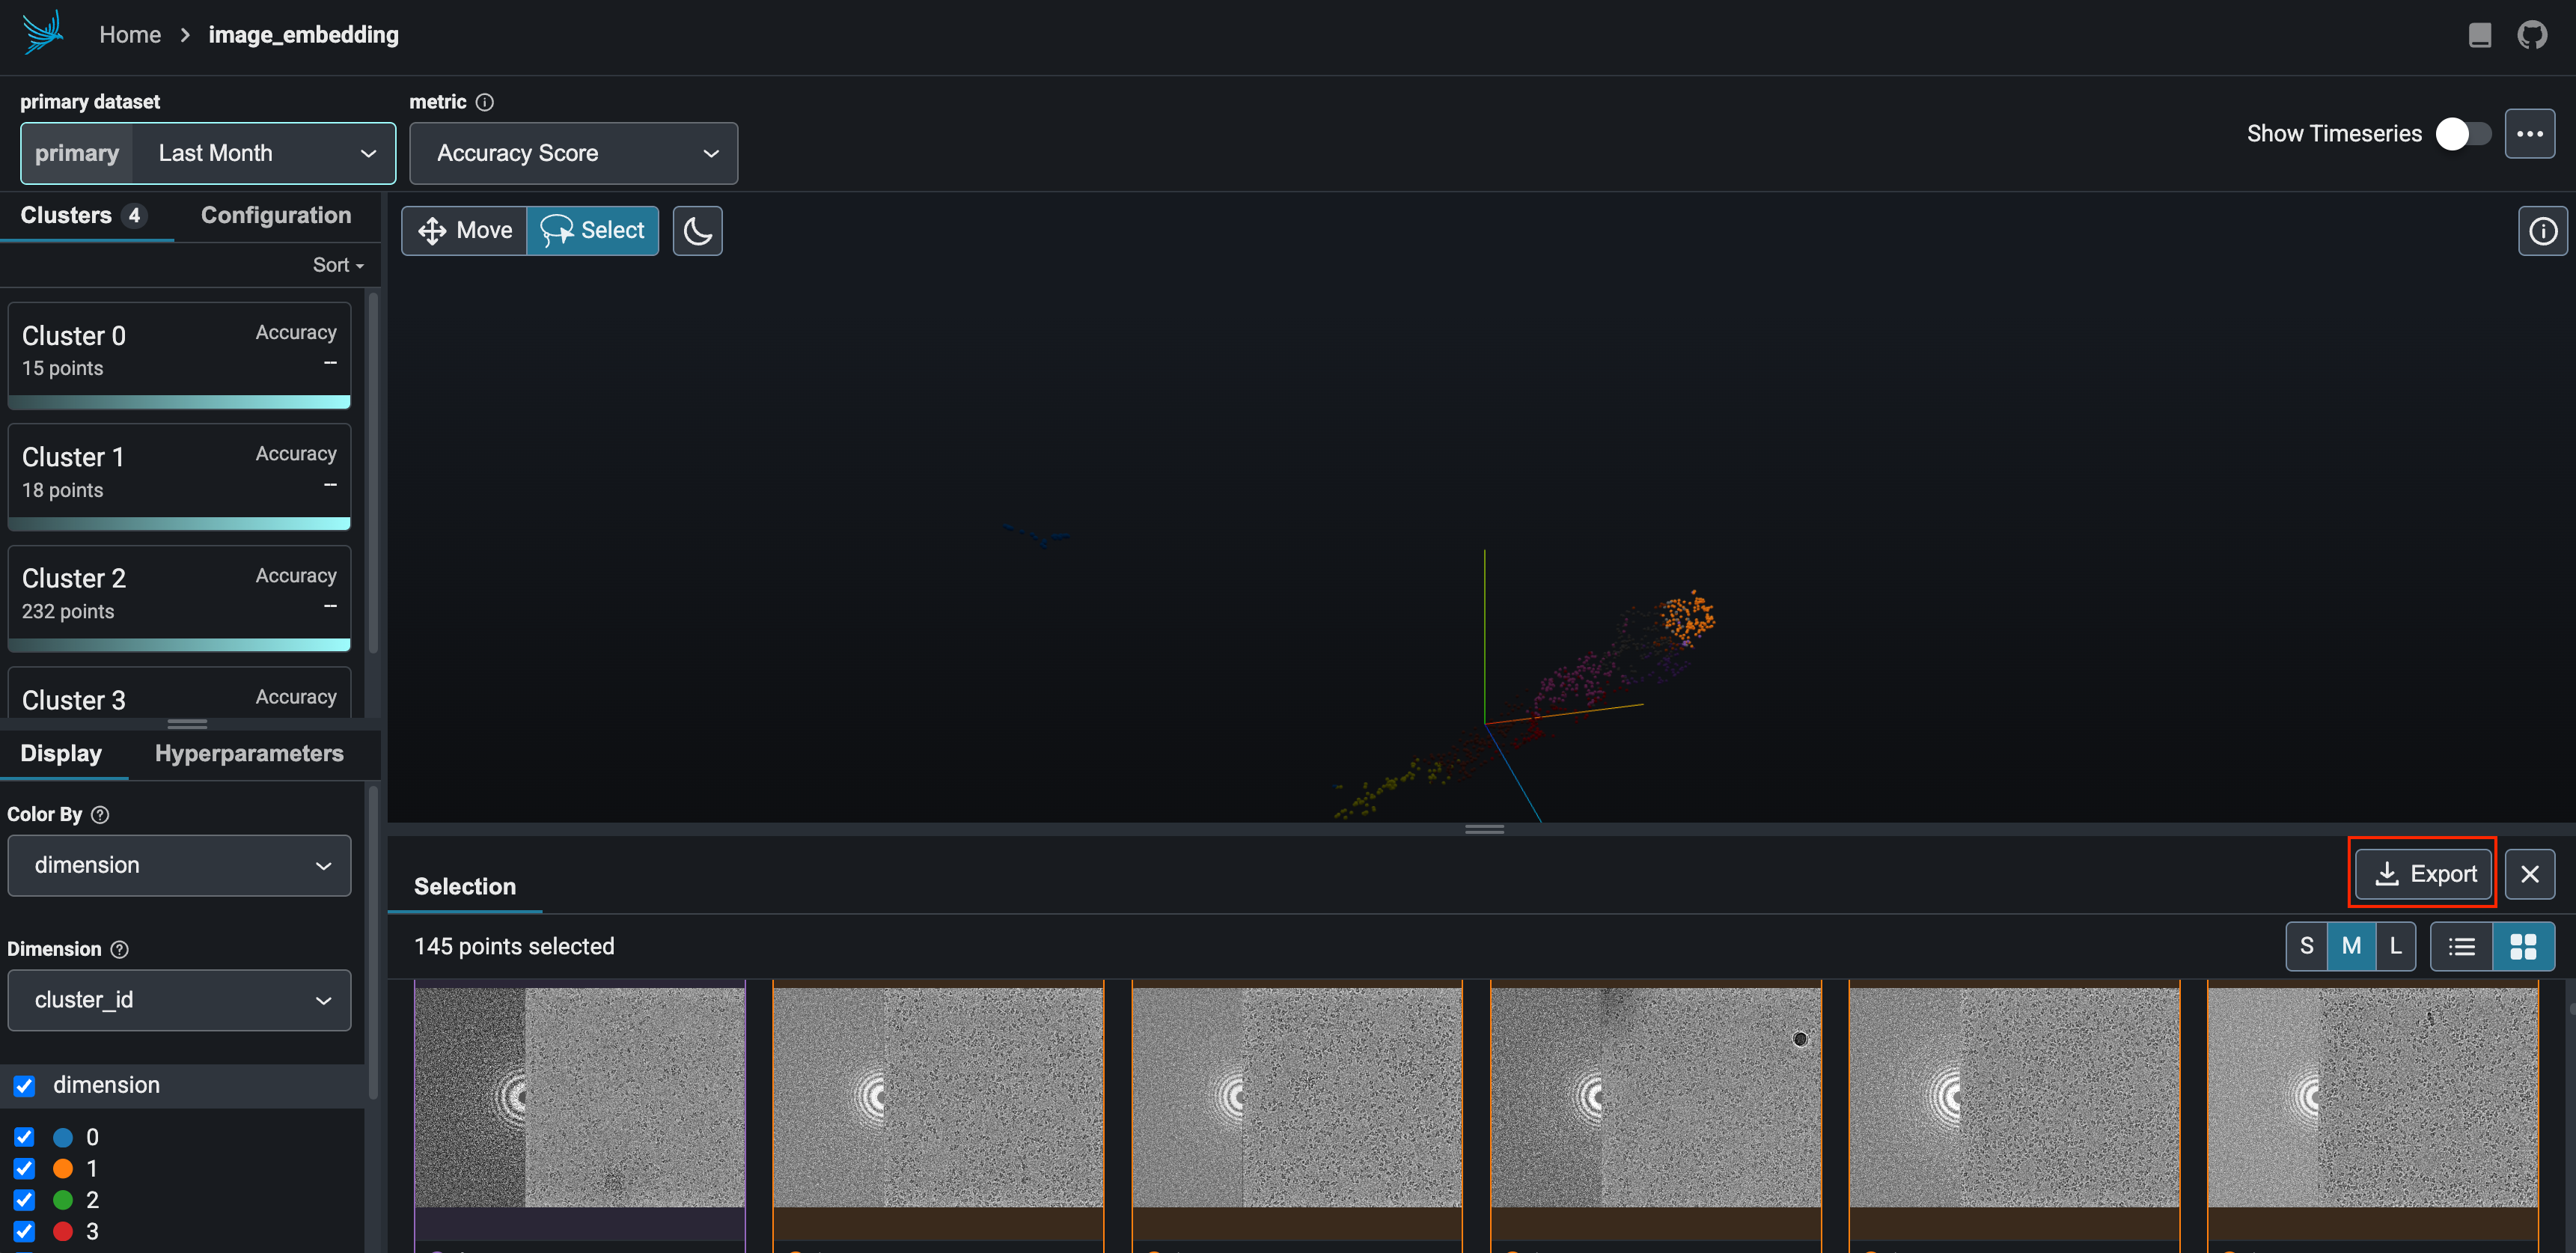 Home > image_embedding
primary dataset
metric
primary Last Month
Accuracy Score
Show Timeseries
Clusters 4
Configuration
Move
Select
Sort
Cluster 0
Accuracy
15 points
--
Cluster 1
Accuracy
18 points
--
Cluster 2
Accuracy
232 points
--
Cluster 3
Accuracy
Display
Hyperparameters
Color By
dimension
Dimension
cluster_id
dimension
0
1
2
3
Export
Selection
145 points selected
S M L